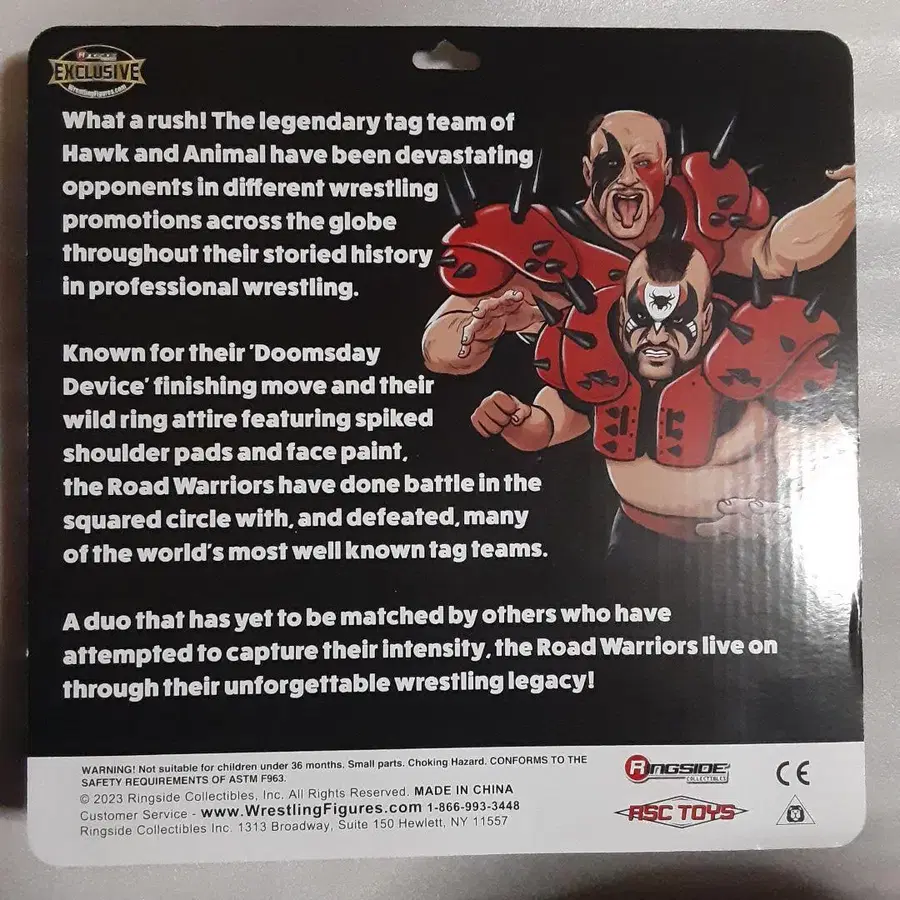 RINGSIDE
EXCLUSIVE
WrestlingFigures.com
What a rush! The legendary tag team of
Hawk and Animal have been devastating
opponents in different wrestling
promotions across the globe
throughout their storied history
in professional wrestling.
Known for their 'Doomsday
Device' finishing move and their
wild ring attire featuring spiked
shoulder pads and face paint,
the Road Warriors have done battle in the
squared circle with, and defeated, many
of the world's most well known tag teams.
A duo that has yet to be matched by others who have
attempted to capture their intensity, the Road Warriors live on
through their unforgettable wrestling legacy!
WARNING! Not suitable for children under 36 months. Small parts. Choking Hazard. CONFORMS TO THE
SAFETY REQUIREMENTS OF ASTM F963.
© 2023 Ringside Collectibles, Inc. All Rights Reserved. MADE IN CHINA
Customer Service - www.WrestlingFigures.com 1-866-993-3448
Ringside Collectibles Inc. 1313 Broadway, Suite 150 Hewlett, NY 11557
RINGSIDE
COLLECTIBLES
RSC TOYS
CE